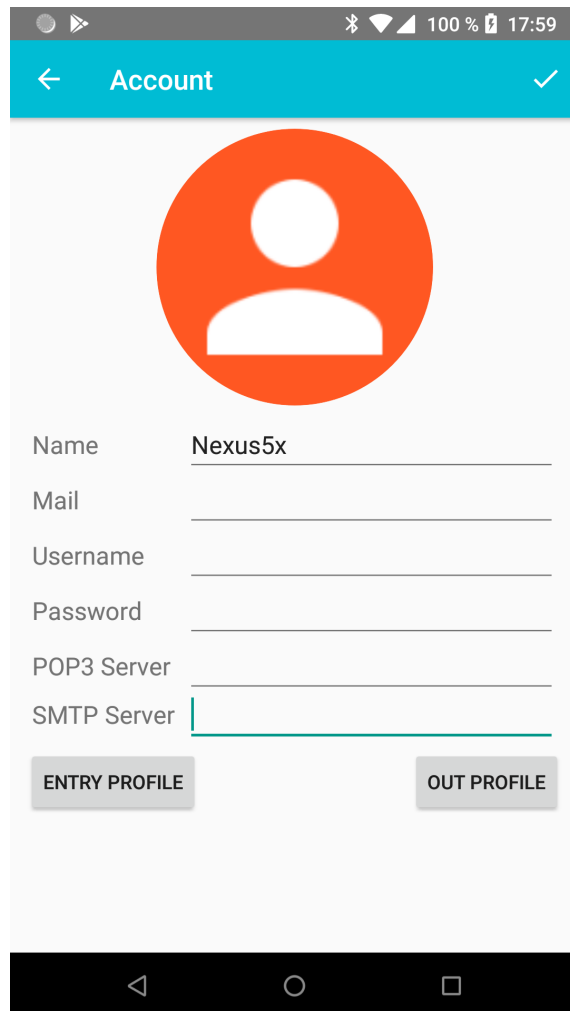 100 % 17:59
Account
Name Nexus5x
Mail
Username
Password
POP3 Server
SMTP Server
ENTRY PROFILE OUT PROFILE